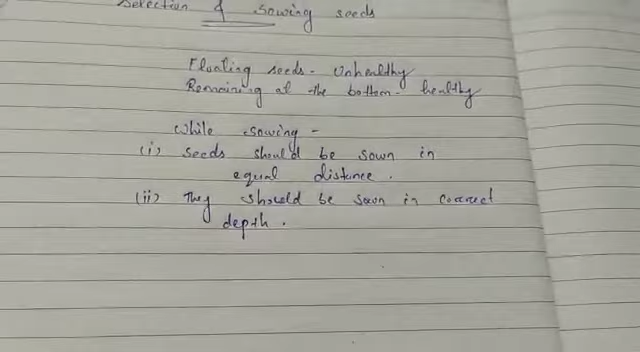 Selection & sowing seeds
Floating seeds - Unhealthy
Remaining at the bottom - healthy
While sowing -
(i) Seeds should be sown in
equal distance.
(ii) They should be sown in correct
depth.